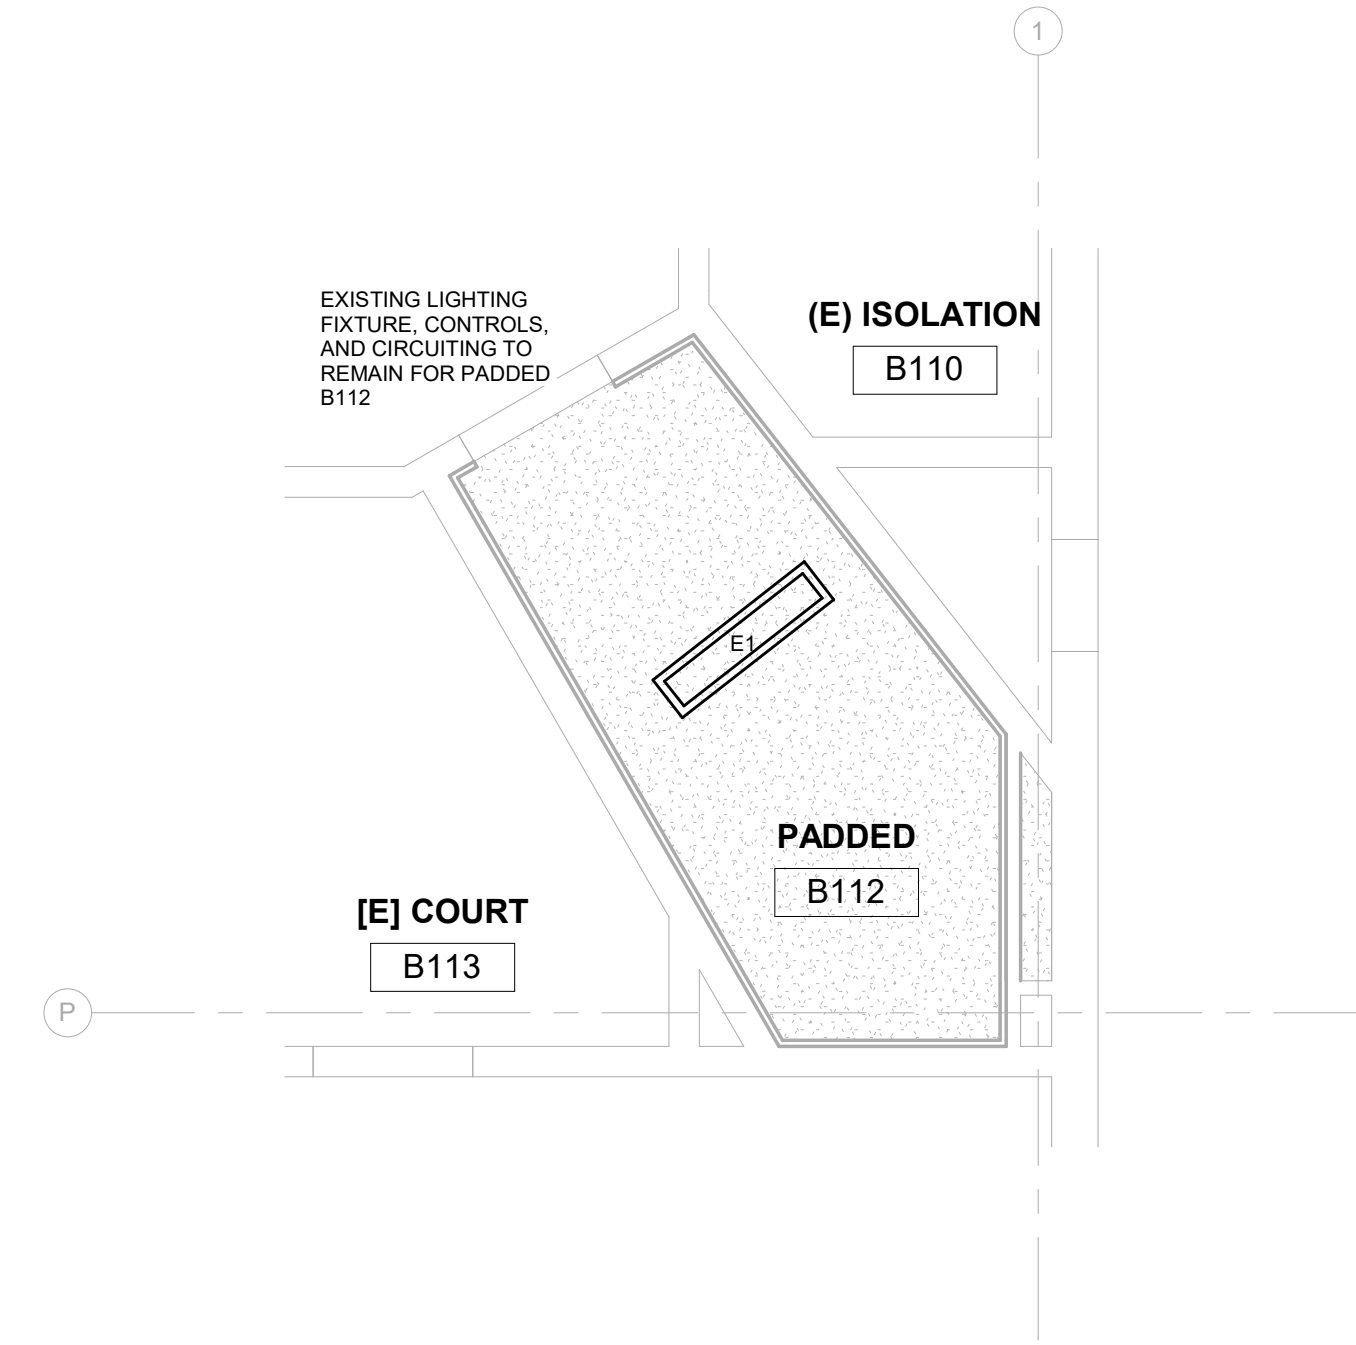 1
EXISTING LIGHTING
FIXTURE, CONTROLS,
AND CIRCUITING TO
REMAIN FOR PADDED
B112
(E) ISOLATION
B110
E1
PADDED
B112
[E] COURT
B113
P